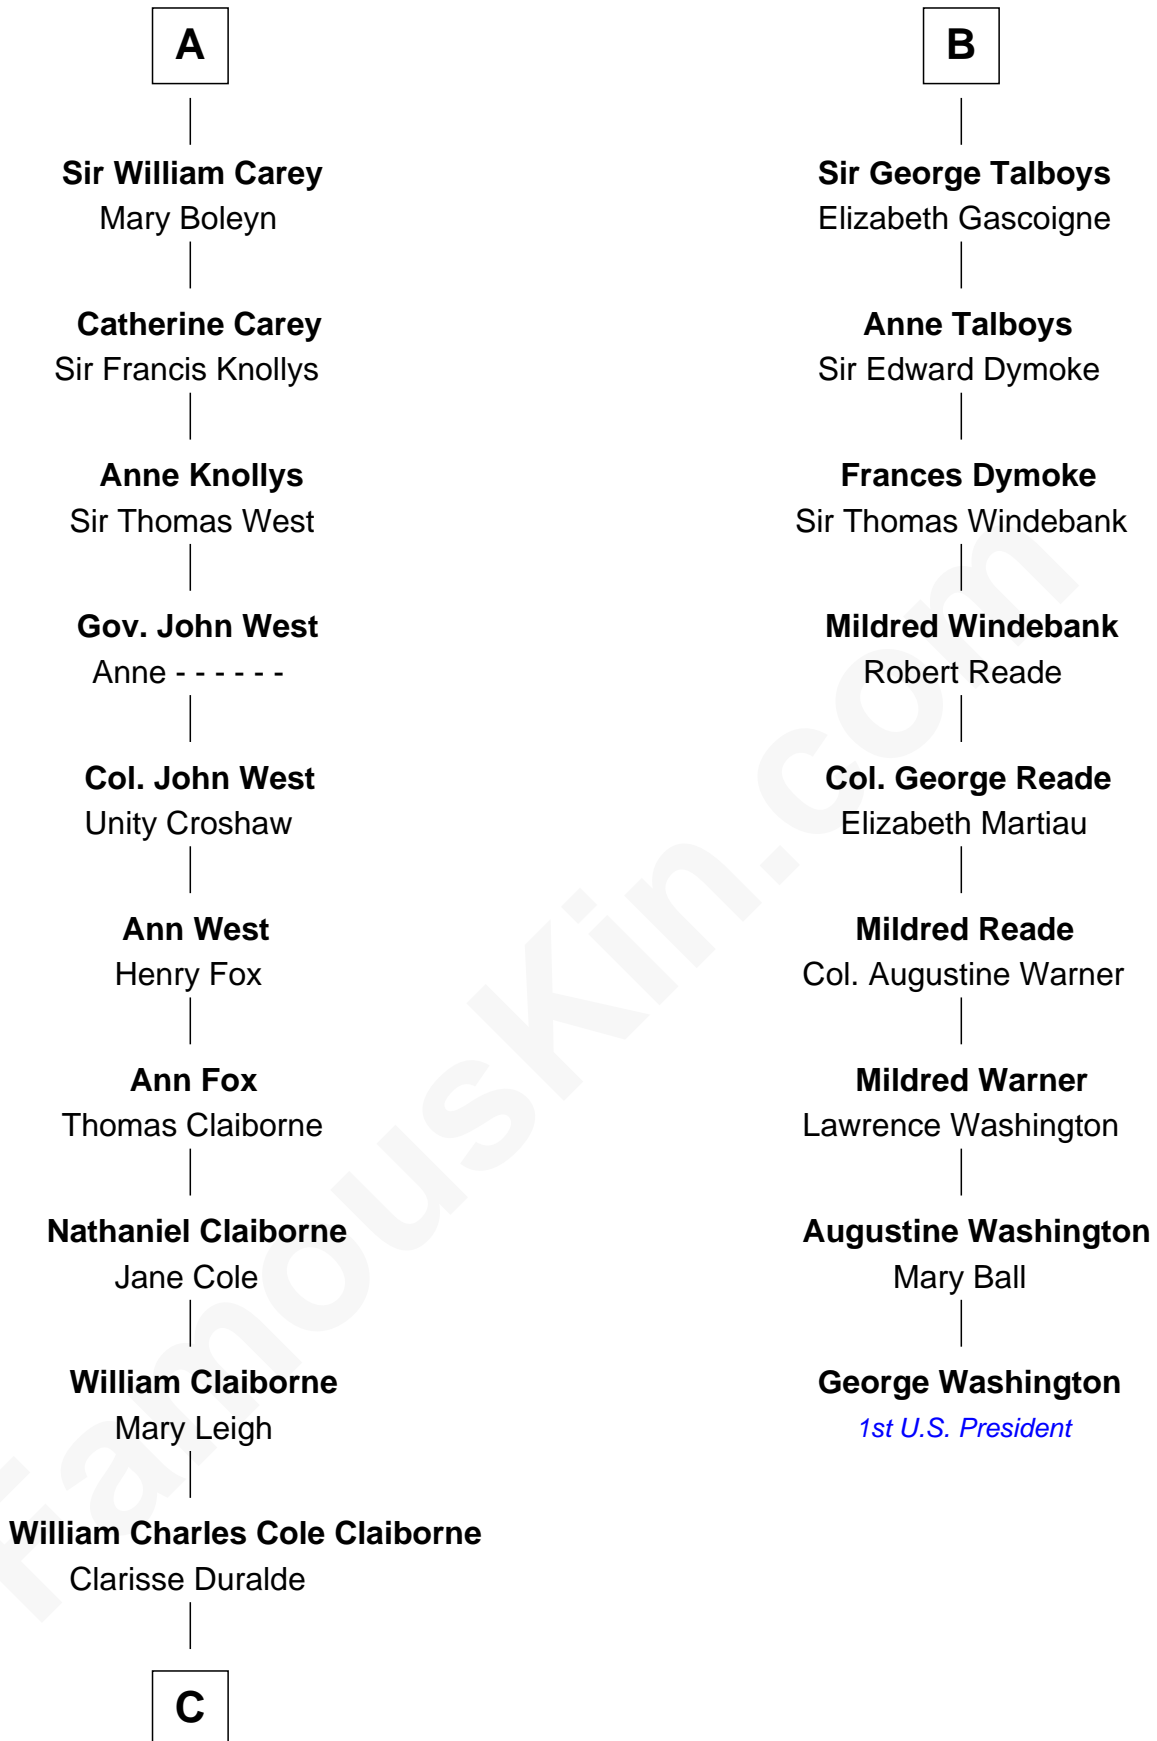 A
Sir William Carey
Mary Boleyn
Catherine Carey
Sir Francis Knollys
Anne Knollys
Sir Thomas West
Gov. John West
Anne - - - - - -
Col. John West
Unity Croshaw
Ann West
Henry Fox
Ann Fox
Thomas Claiborne
Nathaniel Claiborne
Jane Cole
William Claiborne
Mary Leigh
William Charles Cole Claiborne
Clarisse Duralde
C
B
Sir George Talboys
Elizabeth Gascoigne
Anne Talboys
Sir Edward Dymoke
Frances Dymoke
Sir Thomas Windebank
Mildred Windebank
Robert Reade
Col. George Reade
Elizabeth Martiau
Mildred Reade
Col. Augustine Warner
Mildred Warner
Lawrence Washington
Augustine Washington
Mary Ball
George Washington
1st U.S. President
FamousKin.com